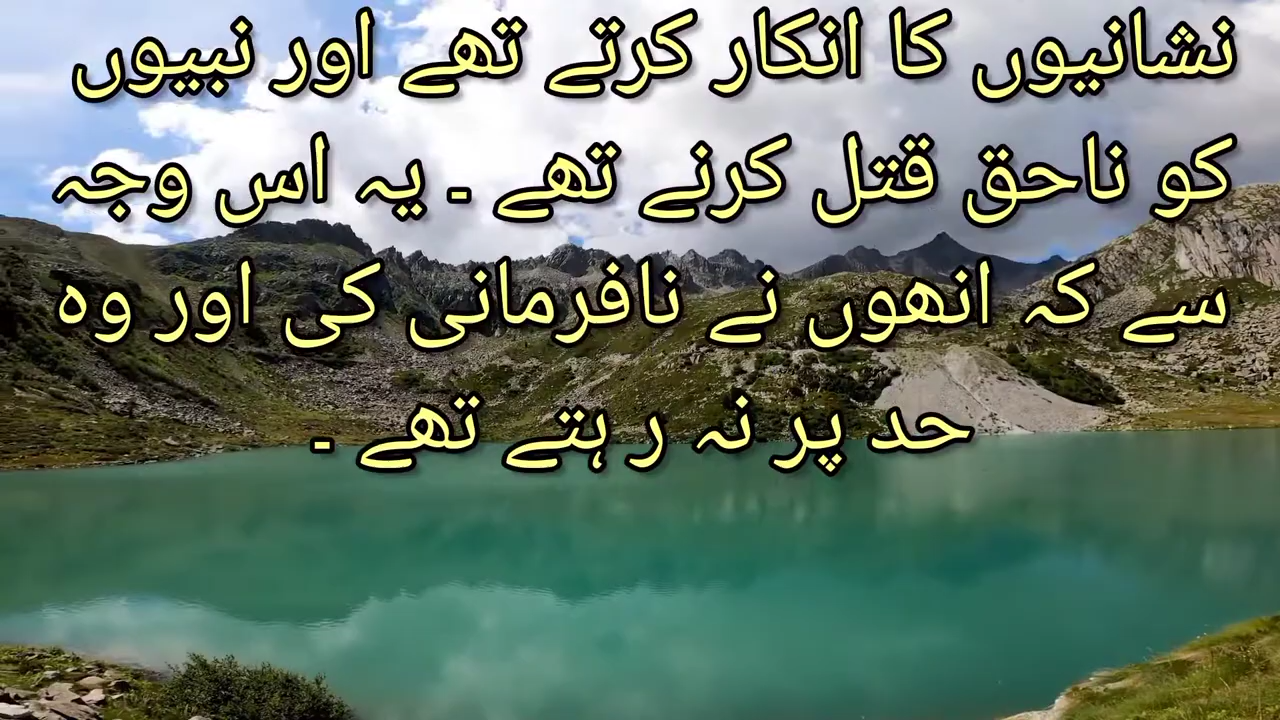 نشانیوں کا انکار کرتے تھے اور نبیوں
کو ناحق قتل کرنے تھے ۔ یہ اس وجہ
سے کہ انھوں نے نافرمانی کی اور وہ
حد پر نہ ر ہتے تھے ۔